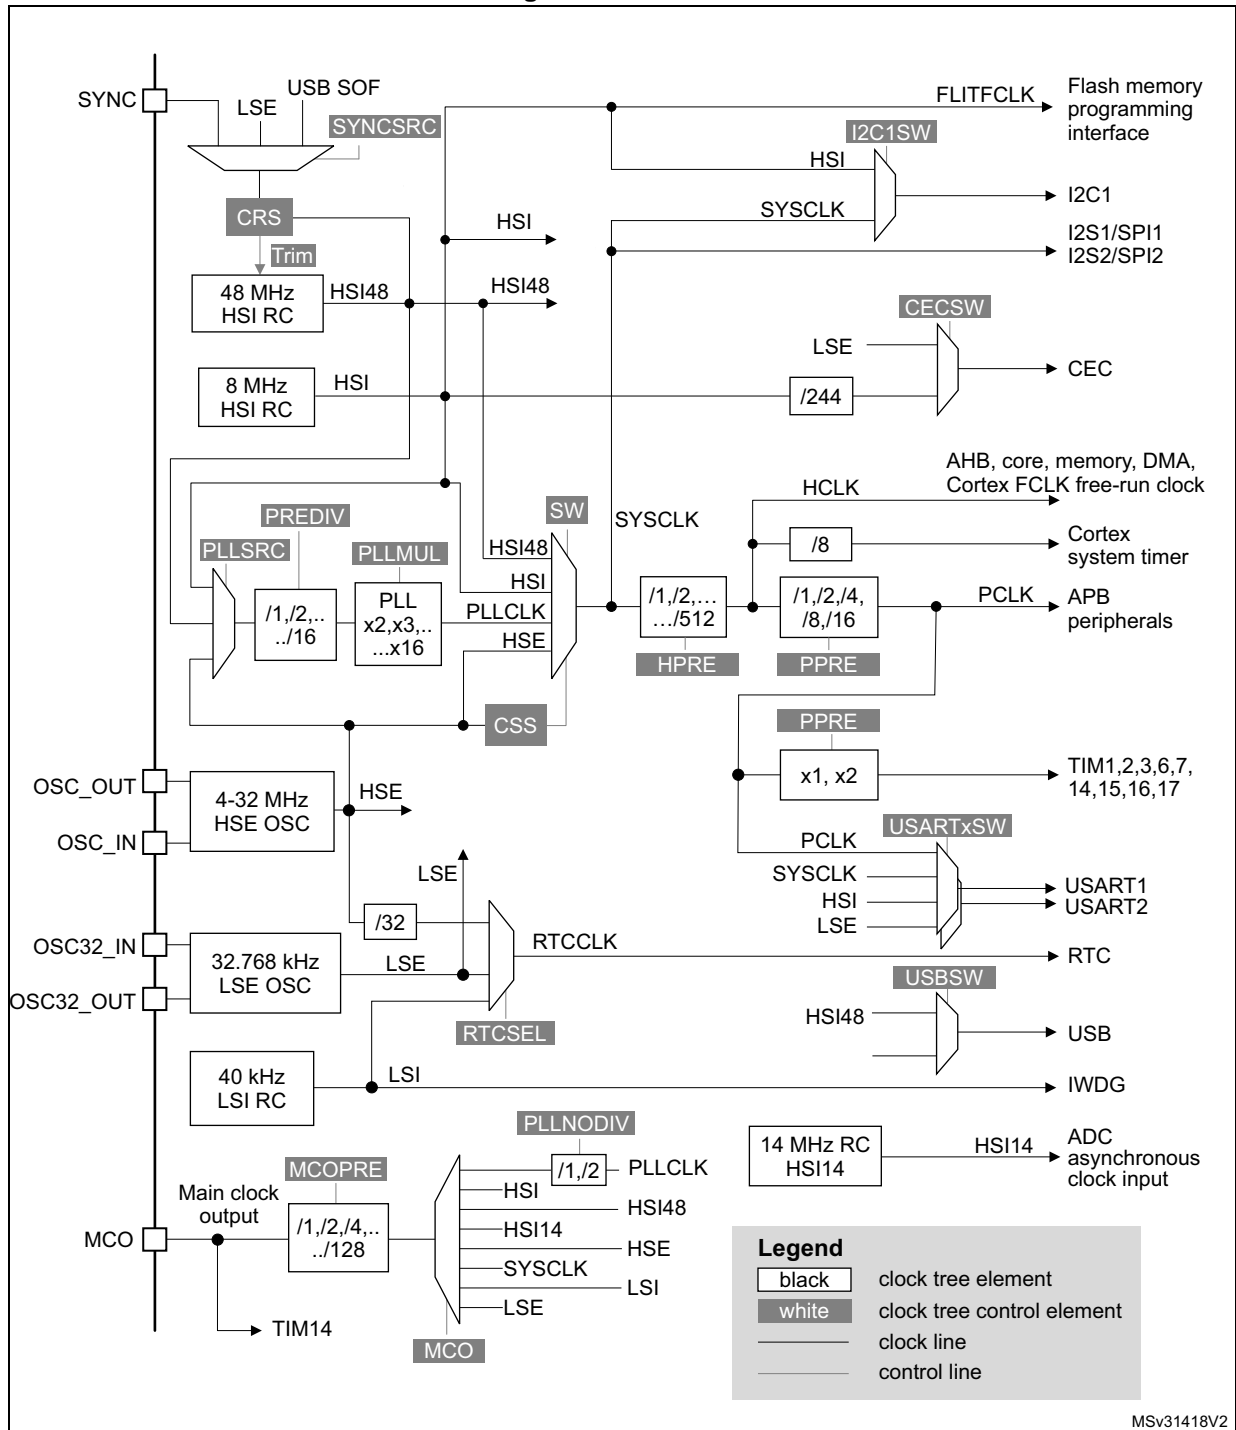 SYNC
LSE
USB SOF
SYNCSRC
CRS
Trim
48 MHz
HSI RC
HSI48
HSI
HSI48
8 MHz
HSI RC
HSI
FLITFCLK
Flash memory
programming
interface
I2C1SW
HSI
SYSCLK
I2C1
I2S1/SPI1
I2S2/SPI2
CECSW
LSE
/244
CEC
AHB, core, memory, DMA,
Cortex FCLK free-run clock
HCLK
/8
Cortex
system timer
PLLSRC
PREDIV
/1,/2,..
../16
PLLMUL
PLL
x2,x3,..
...x16
SW
HSI48
HSI
PLLCLK
HSE
SYSCLK
/1,/2,…
…/512
HPRE
/1,/2,/4,
/8,/16
PPRE
PCLK
APB
peripherals
CSS
PPRE
x1, x2
TIM1,2,3,6,7,
14,15,16,17
OSC_OUT
OSC_IN
4-32 MHz
HSE OSC
HSE
USARTxSW
PCLK
SYSCLK
HSI
LSE
USART1
USART2
LSE
/32
OSC32_IN
OSC32_OUT
32.768 kHz
LSE OSC
LSE
RTCCLK
RTC
RTCSEL
USBSW
HSI48
USB
40 kHz
LSI RC
LSI
IWDG
14 MHz RC
HSI14
HSI14
ADC
asynchronous
clock input
PLLNODIV
/1,/2
PLLCLK
HSI
HSI48
HSI14
HSE
SYSCLK
LSI
LSE
MCO
MCOPRE
/1,/2,/4,..
../128
Main clock
output
MCO
TIM14
Legend
black
clock tree element
white
clock tree control element
clock line
control line
MSv31418V2